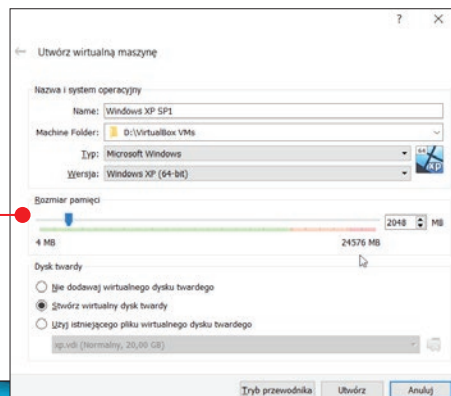 ? ×
← Utwórz wirtualną maszynę
Nazwa i system operacyjny
Name: Windows XP SP1
Machine Folder: D:\VirtualBox VMs
Typ: Microsoft Windows
Wersja: Windows XP (64-bit)
64
XP
Rozmiar pamięci
2048 MB
4 MB 24576 MB
Dysk twardy
Nie dodawaj wirtualnego dysku twardego
Stwórz wirtualny dysk twardy
Użyj istniejącego pliku wirtualnego dysku twardego
xp.vdi (Normalny, 20,00 GB)
Tryb przewodnika Utwórz Anuluj